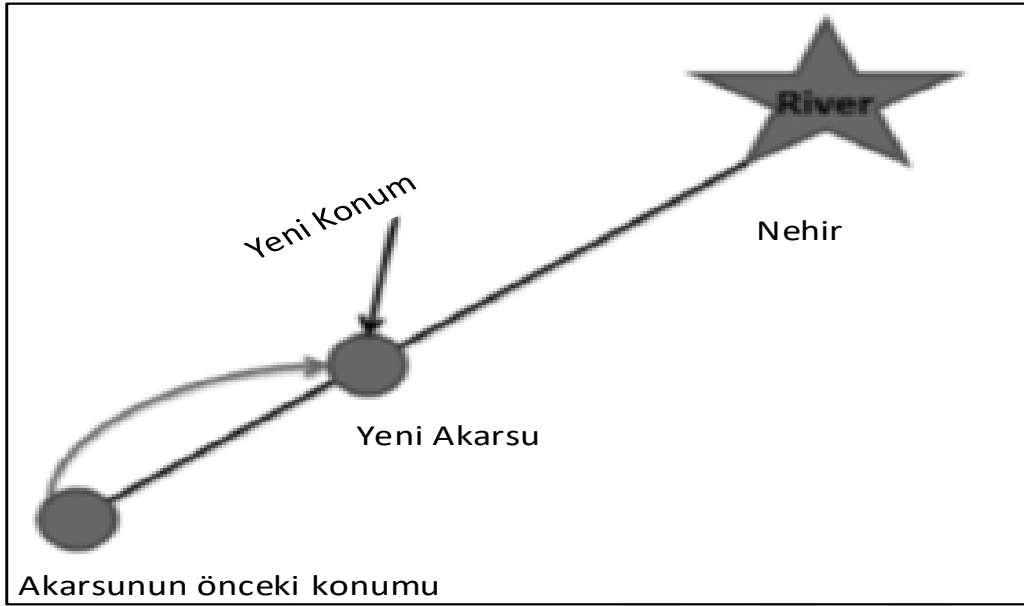 River
Yeni Konum
Nehir
Yeni Akarsu
Akarsunun önceki konumu